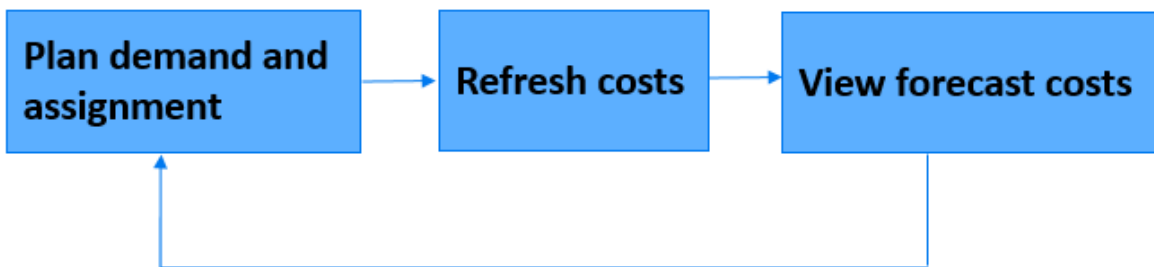 Plan demand and
assignment
Refresh costs
View forecast costs